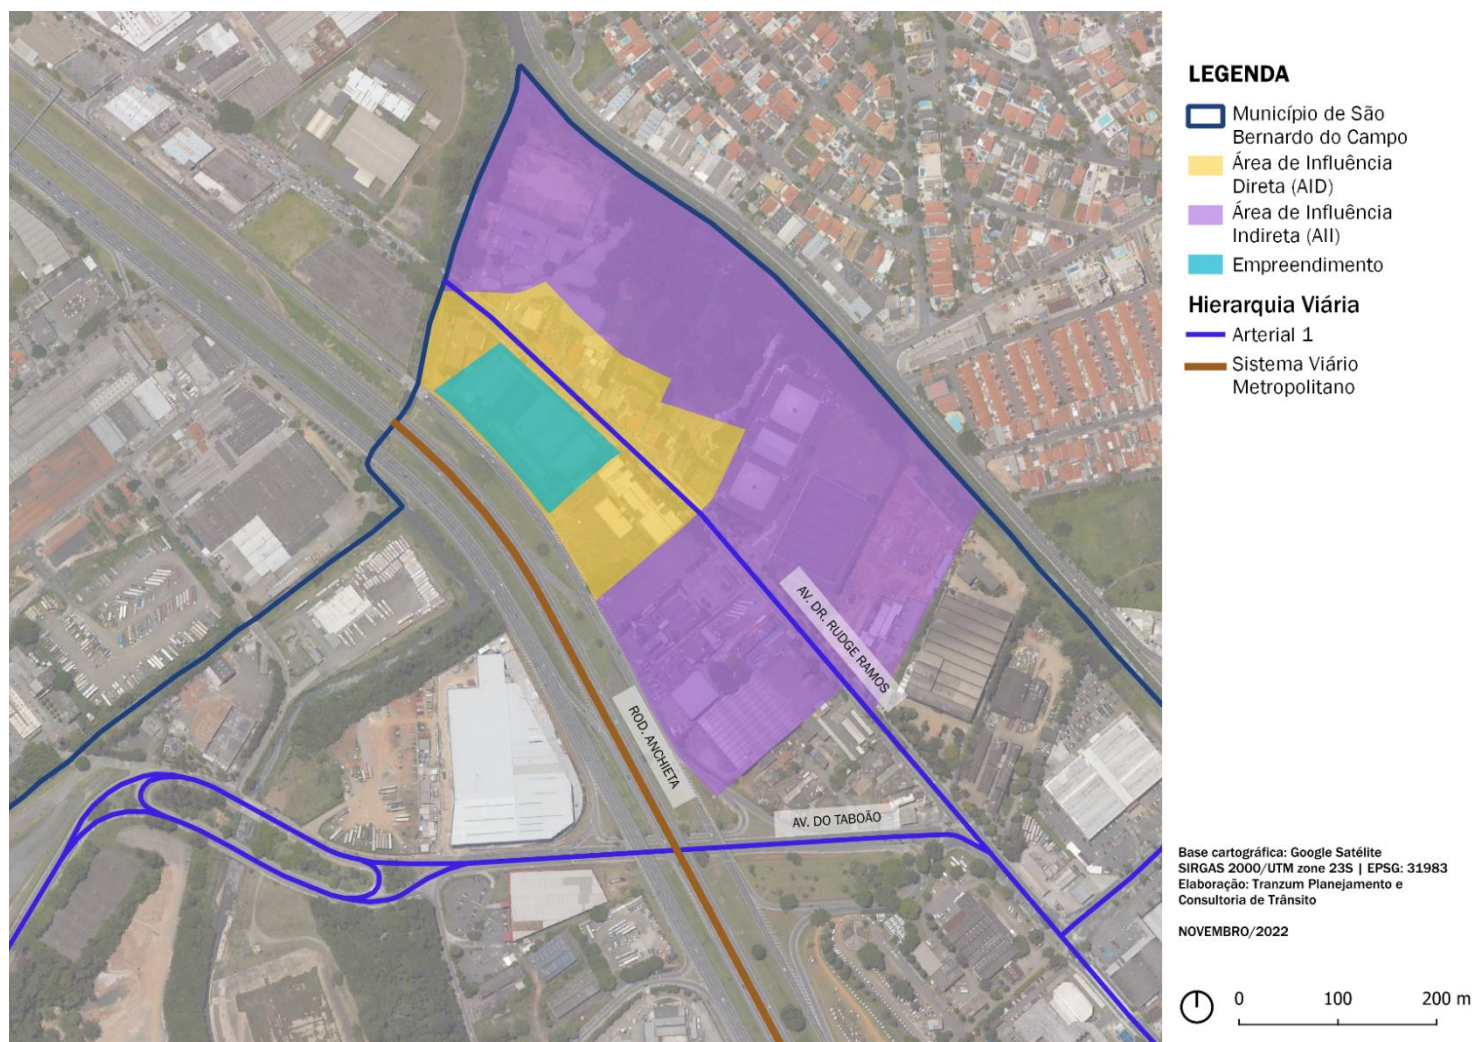 LEGENDA
Município de São
Bernardo do Campo
Área de Influência
Direta (AID)
Área de Influência
Indireta (AII)
Empreendimento
Hierarquia Viária
Arterial 1
Sistema Viário
Metropolitano
AV. DR. RUDGE RAMOS
ROD. ANCHIETA
AV. DO TABOÃO
Base cartográfica: Google Satélite
SIRGAS 2000/UTM zone 23S | EPSG: 31983
Elaboração: Tranzum Planejamento e
Consultoria de Trânsito
NOVEMBRO/2022
0 100 200 m